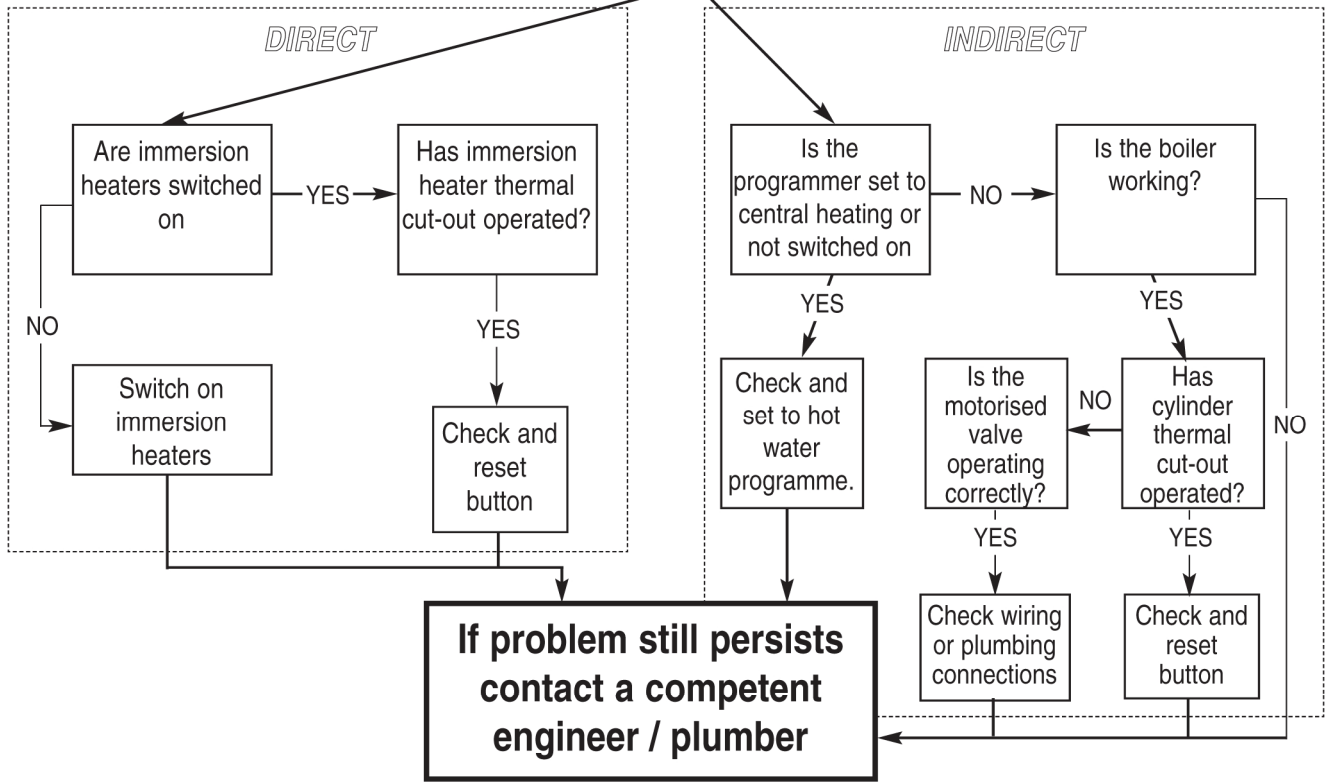 DIRECT
Are immersion
heaters switched
on
YES
Has immersion
heater thermal
cut-out operated?
NO
YES
Switch on
immersion
heaters
Check and
reset
button
INDIRECT
Is the
programmer set to
central heating or
not switched on
NO
Is the boiler
working?
YES
YES
NO
Check and
set to hot
water
programme.
Is the
motorised
valve
operating
correctly?
NO
Has
cylinder
thermal
cut-out
operated?
YES
YES
Check wiring
or plumbing
connections
Check and
reset
button
If problem still persists
contact a competent
engineer / plumber